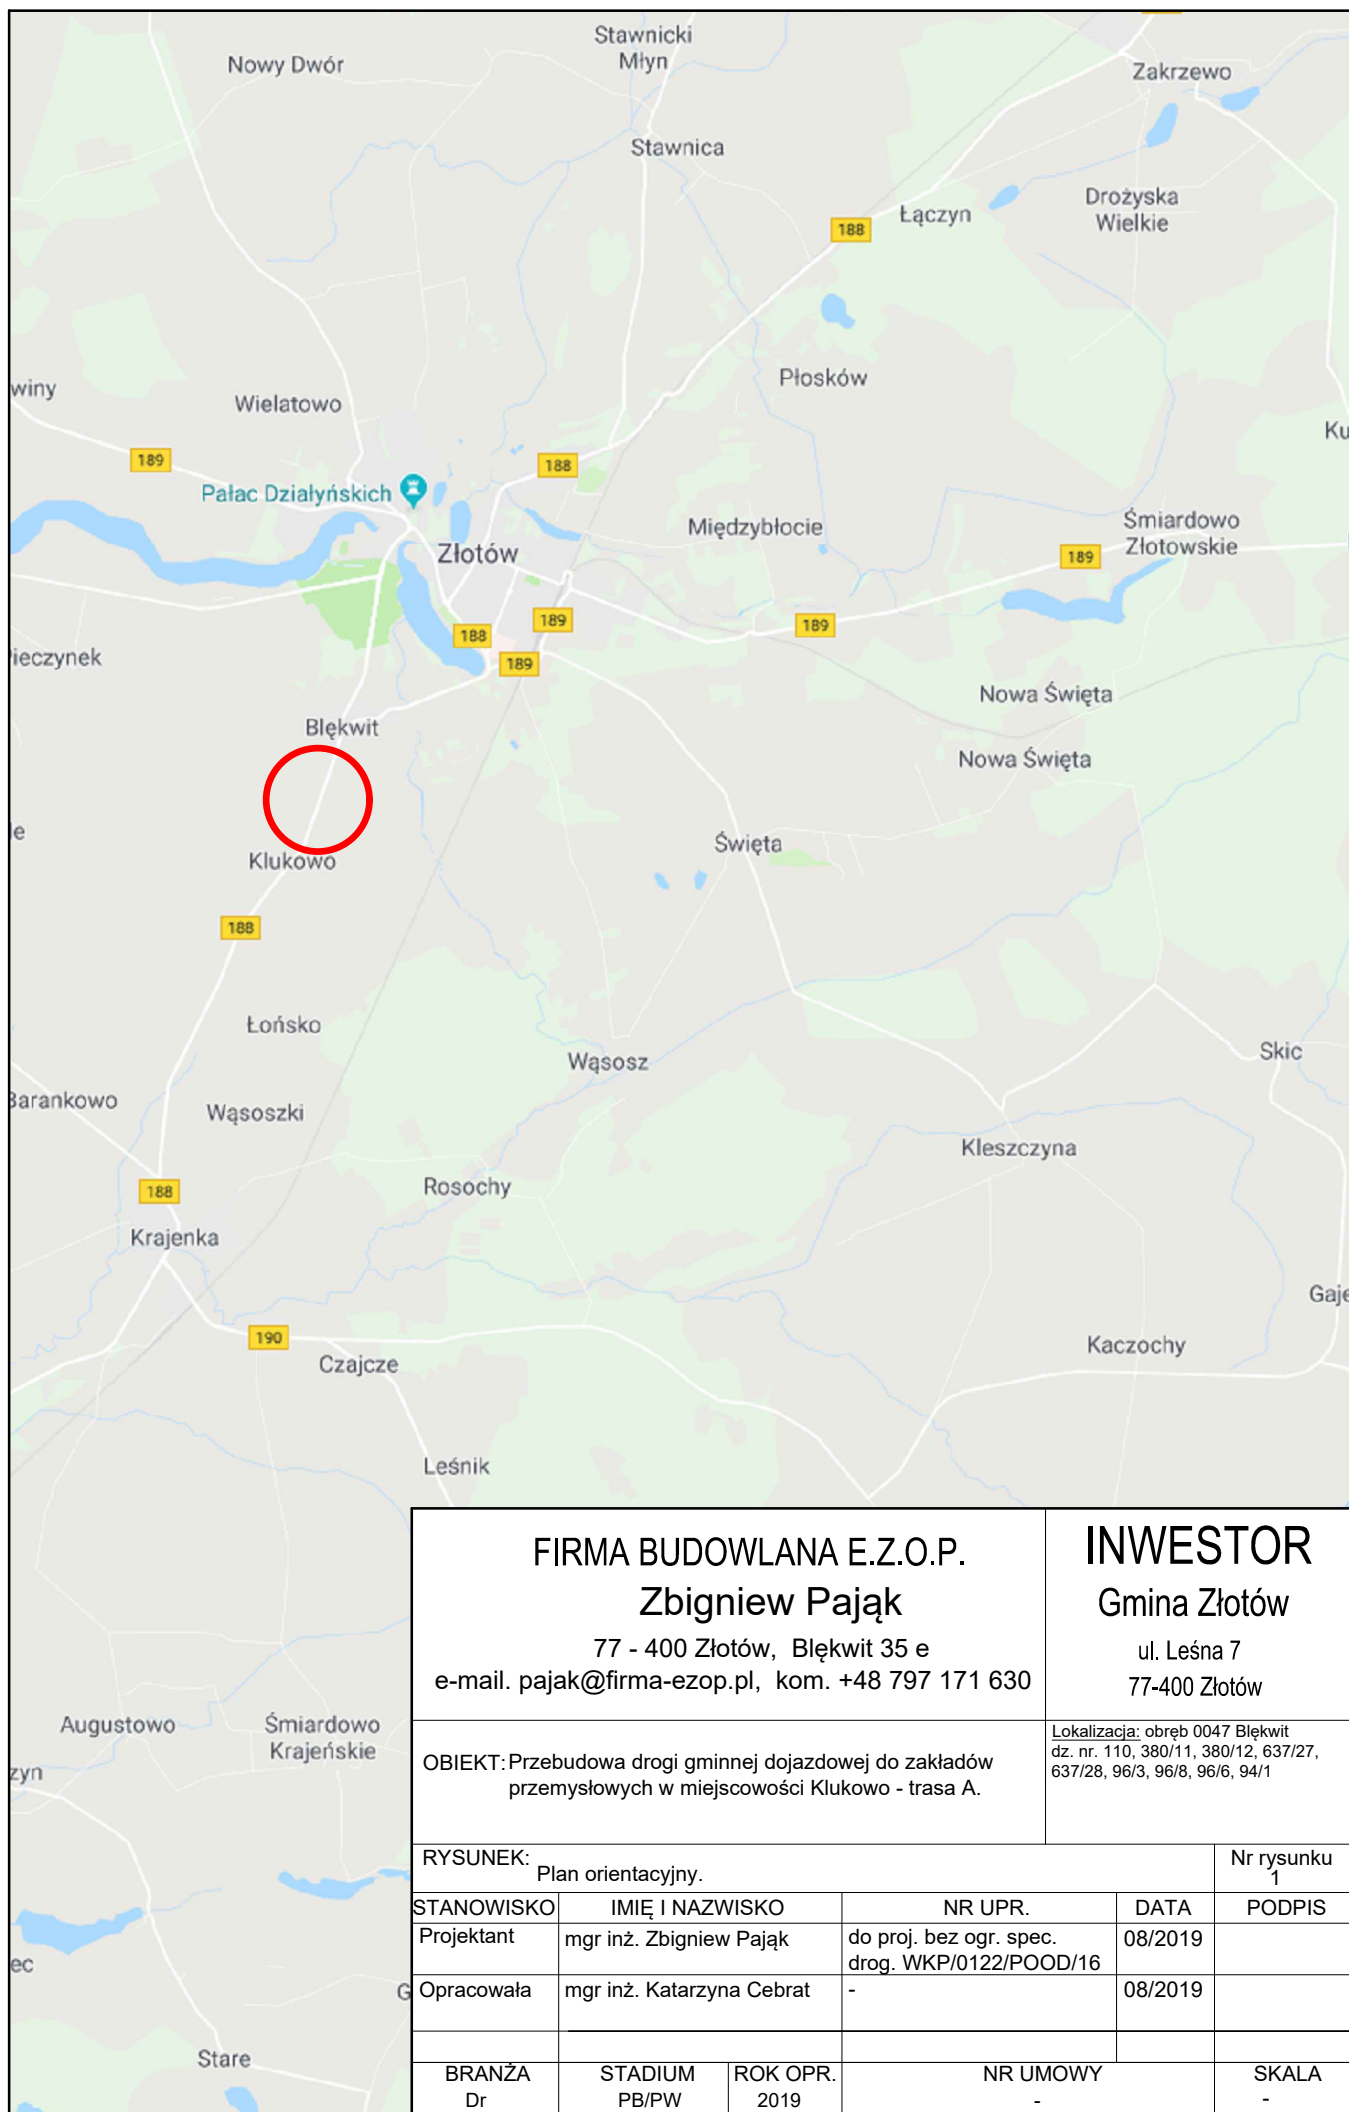 Stawnicki
Młyn
Nowy Dwór
Zakrzewo
Stawnica
Drożyska
Wielkie
Łączyn
188
Płosków
winy
Wielatowo
Ku
189
188
Pałac Działyńskich
Międzybłocie
Śmiardowo
Złotowskie
Złotów
189
189
188
189
189
ieczynek
Nowa Święta
Blękwit
Nowa Święta
le
Święta
Klukowo
188
Łońsko
Skic
Wąsosz
Barankowo
Wąsoszki
Kleszczyna
Rosochy
188
Krajenka
Gaje
190
Kaczochy
Czajcze
Leśnik
Augustowo
Śmiardowo
Krajeńskie
zyn
ec
G
Stare
FIRMA BUDOWLANA E.Z.O.P.
Zbigniew Pająk
77 - 400 Złotów, Blękwit 35 e
e-mail. pajak@firma-ezop.pl, kom. +48 797 171 630
INWESTOR
Gmina Złotów
ul. Leśna 7
77-400 Złotów
OBIEKT: Przebudowa drogi gminnej dojazdowej do zakładów
przemysłowych w miejscowości Klukowo - trasa A.
Lokalizacja: obręb 0047 Blękwit
dz. nr. 110, 380/11, 380/12, 637/27,
637/28, 96/3, 96/8, 96/6, 94/1
RYSUNEK: Plan orientacyjny.
Nr rysunku
1
STANOWISKO IMIĘ I NAZWISKO NR UPR. DATA PODPIS
Projektant mgr inż. Zbigniew Pająk do proj. bez ogr. spec. 08/2019
drog. WKP/0122/POOD/16
Opracowała mgr inż. Katarzyna Cebrat - 08/2019
BRANŻA STADIUM ROK OPR. NR UMOWY SKALA
Dr PB/PW 2019 - -